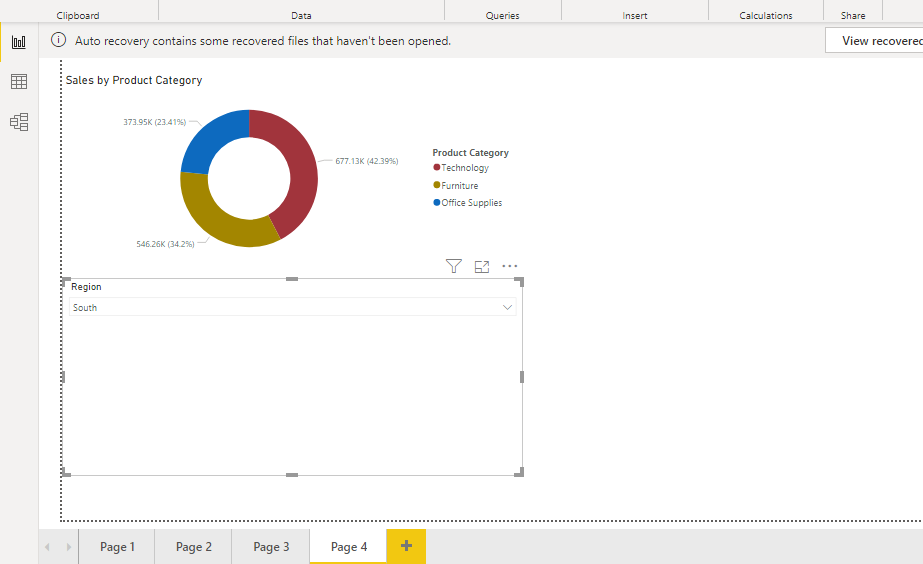 Clipboard Data Queries Insert Calculations Share
Auto recovery contains some recovered files that haven't been opened. View recovered
Sales by Product Category
373.95K (23.41%)
677.13K (42.39%)
546.26K (34.2%)
Product Category
Technology
Furniture
Office Supplies
Region
South
Page 1 Page 2 Page 3 Page 4